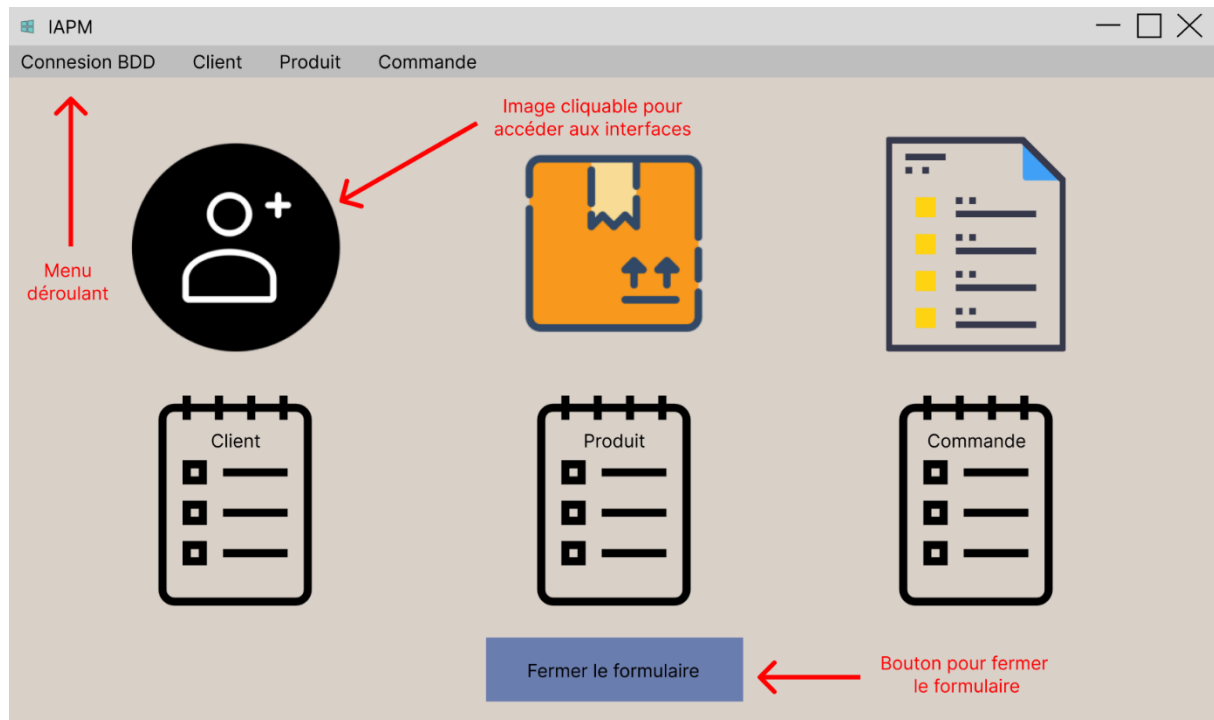 IAPM
Connesion BDD Client Produit Commande
Image cliquable pour
accéder aux interfaces
Menu
déroulant
Client
Produit
Commande
Fermer le formulaire
Bouton pour fermer
le formulaire